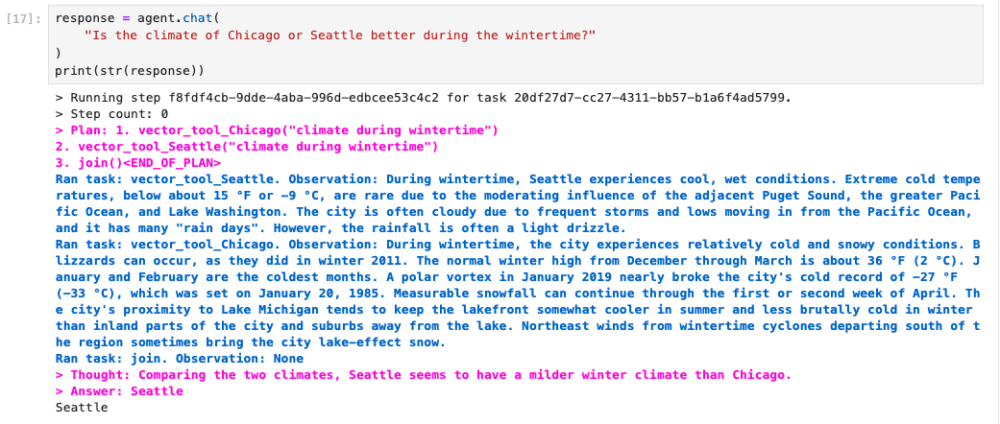 [17]: response = agent.chat(
"Is the climate of Chicago or Seattle better during the wintertime?"
)
print(str(response))
> Running step f8fdf4cb-9dde-4aba-996d-edbcee53c4c2 for task 20df27d7-cc27-4311-bb57-b1a6f4ad5799.
> Step count: 0
> Plan: 1. vector_tool_Chicago("climate during wintertime")
2. vector_tool_Seattle("climate during wintertime")
3. join()<END_OF_PLAN>
Ran task: vector_tool_Seattle. Observation: During wintertime, Seattle experiences cool, wet conditions. Extreme cold tempe
ratures, below about 15 °F or −9 °C, are rare due to the moderating influence of the adjacent Puget Sound, the greater Paci
fic Ocean, and Lake Washington. The city is often cloudy due to frequent storms and lows moving in from the Pacific Ocean,
and it has many "rain days". However, the rainfall is often a light drizzle.
Ran task: vector_tool_Chicago. Observation: During wintertime, the city experiences relatively cold and snowy conditions. B
lizzards can occur, as they did in winter 2011. The normal winter high from December through March is about 36 °F (2 °C). J
anuary and February are the coldest months. A polar vortex in January 2019 nearly broke the city's cold record of −27 °F
(−33 °C), which was set on January 20, 1985. Measurable snowfall can continue through the first or second week of April. Th
e city's proximity to Lake Michigan tends to keep the lakefront somewhat cooler in summer and less brutally cold in winter
than inland parts of the city and suburbs away from the lake. Northeast winds from wintertime cyclones departing south of t
he region sometimes bring the city lake-effect snow.
Ran task: join. Observation: None
> Thought: Comparing the two climates, Seattle seems to have a milder winter climate than Chicago.
> Answer: Seattle
Seattle